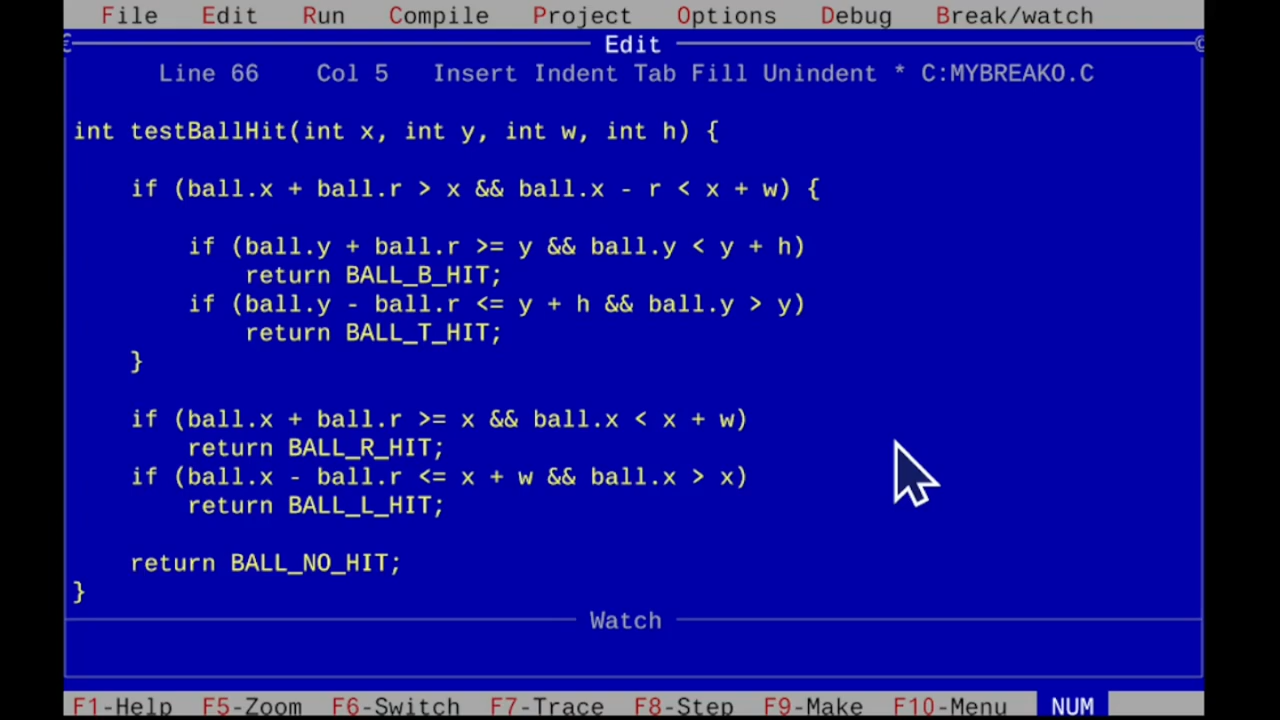 File Edit Run Compile Project Options Debug Break/watch
Edit
Line 66 Col 5 Insert Indent Tab Fill Unindent * C:MYBREAKO.C
int testBallHit(int x, int y, int w, int h) {
if (ball.x + ball.r > x && ball.x - r < x + w) {
if (ball.y + ball.r >= y && ball.y < y + h)
return BALL_B_HIT;
if (ball.y - ball.r <= y + h && ball.y > y)
return BALL_T_HIT;
}
if (ball.x + ball.r >= x && ball.x < x + w)
return BALL_R_HIT;
if (ball.x - ball.r <= x + w && ball.x > x)
return BALL_L_HIT;
return BALL_NO_HIT;
}
Watch
F1-Help F5-Zoom F6-Switch F7-Trace F8-Step F9-Make F10-Menu NUM